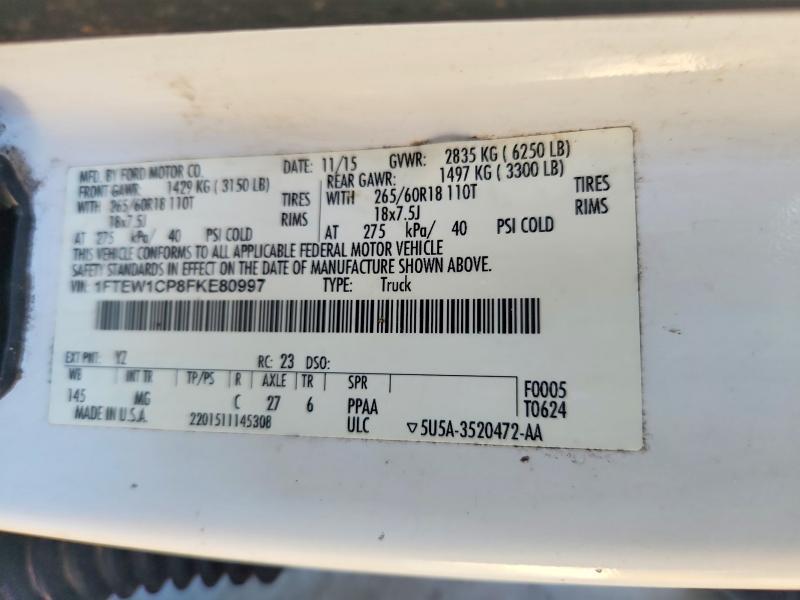 MFD. BY FORD MOTOR CO. DATE: 11/15 GVWR: 2835 KG ( 6250 LB)
FRONT GAWR: 1429 KG ( 3150 LB) REAR GAWR: 1497 KG ( 3300 LB)
WITH 265/60R18 110T TIRES WITH 265/60R18 110T TIRES
18x7.5J RIMS 18x7.5J RIMS
AT 275 kPa/ 40 PSI COLD AT 275 kPa/ 40 PSI COLD
THIS VEHICLE CONFORMS TO ALL APPLICABLE FEDERAL MOTOR VEHICLE
SAFETY STANDARDS IN EFFECT ON THE DATE OF MANUFACTURE SHOWN ABOVE.
VIN: 1FTEW1CP8FKE80997 TYPE: Truck
EXT PNT: YZ RC: 23 DSO:
WB INT TR TP/PS R AXLE TR SPR F0005
145 MG C 27 6 PPAA T0624
MADE IN U.S.A. 2201511145308 ULC ▽5U5A-3520472-AA